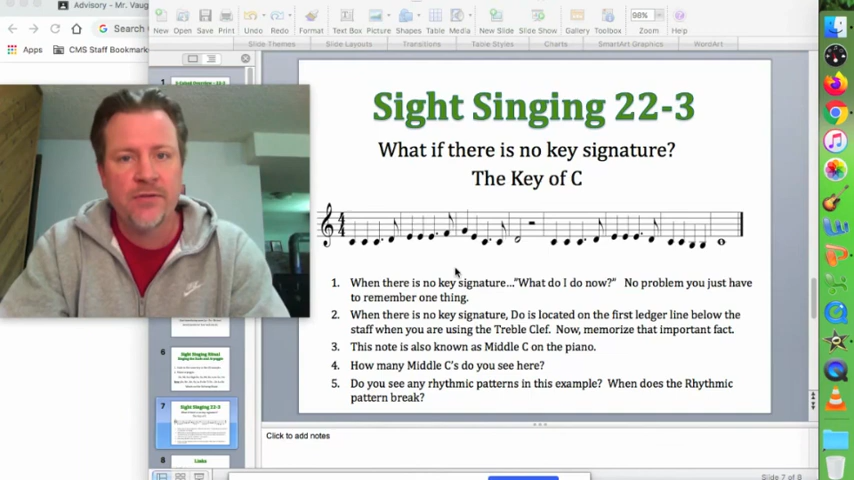 Advisory - Mr. Vaug
New Open Save Print Undo Redo Format Text Box Picture Shapes Table Media New Slide Slide Show Gallery Toolbox Zoom Help
98%
Search
Apps CMS Staff Bookmark
Slide Themes Slide Layouts Transitions Table Styles Charts SmartArt Graphics WordArt
1
Sight Singing 22-3
What if there is no key signature?
The Key of C
1. When there is no key signature..."What do I do now?" No problem you just have
to remember one thing.
2. When there is no key signature, Do is located on the first ledger line below the
staff when you are using the Treble Clef. Now, memorize that important fact.
3. This note is also known as Middle C on the piano.
4. How many Middle C's do you see here?
5. Do you see any rhythmic patterns in this example? When does the Rhythmic
pattern break?
6
Sight Singing Ritual
7
Sight Singing 22-3
8
Links
Click to add notes
Slide 7 of 8